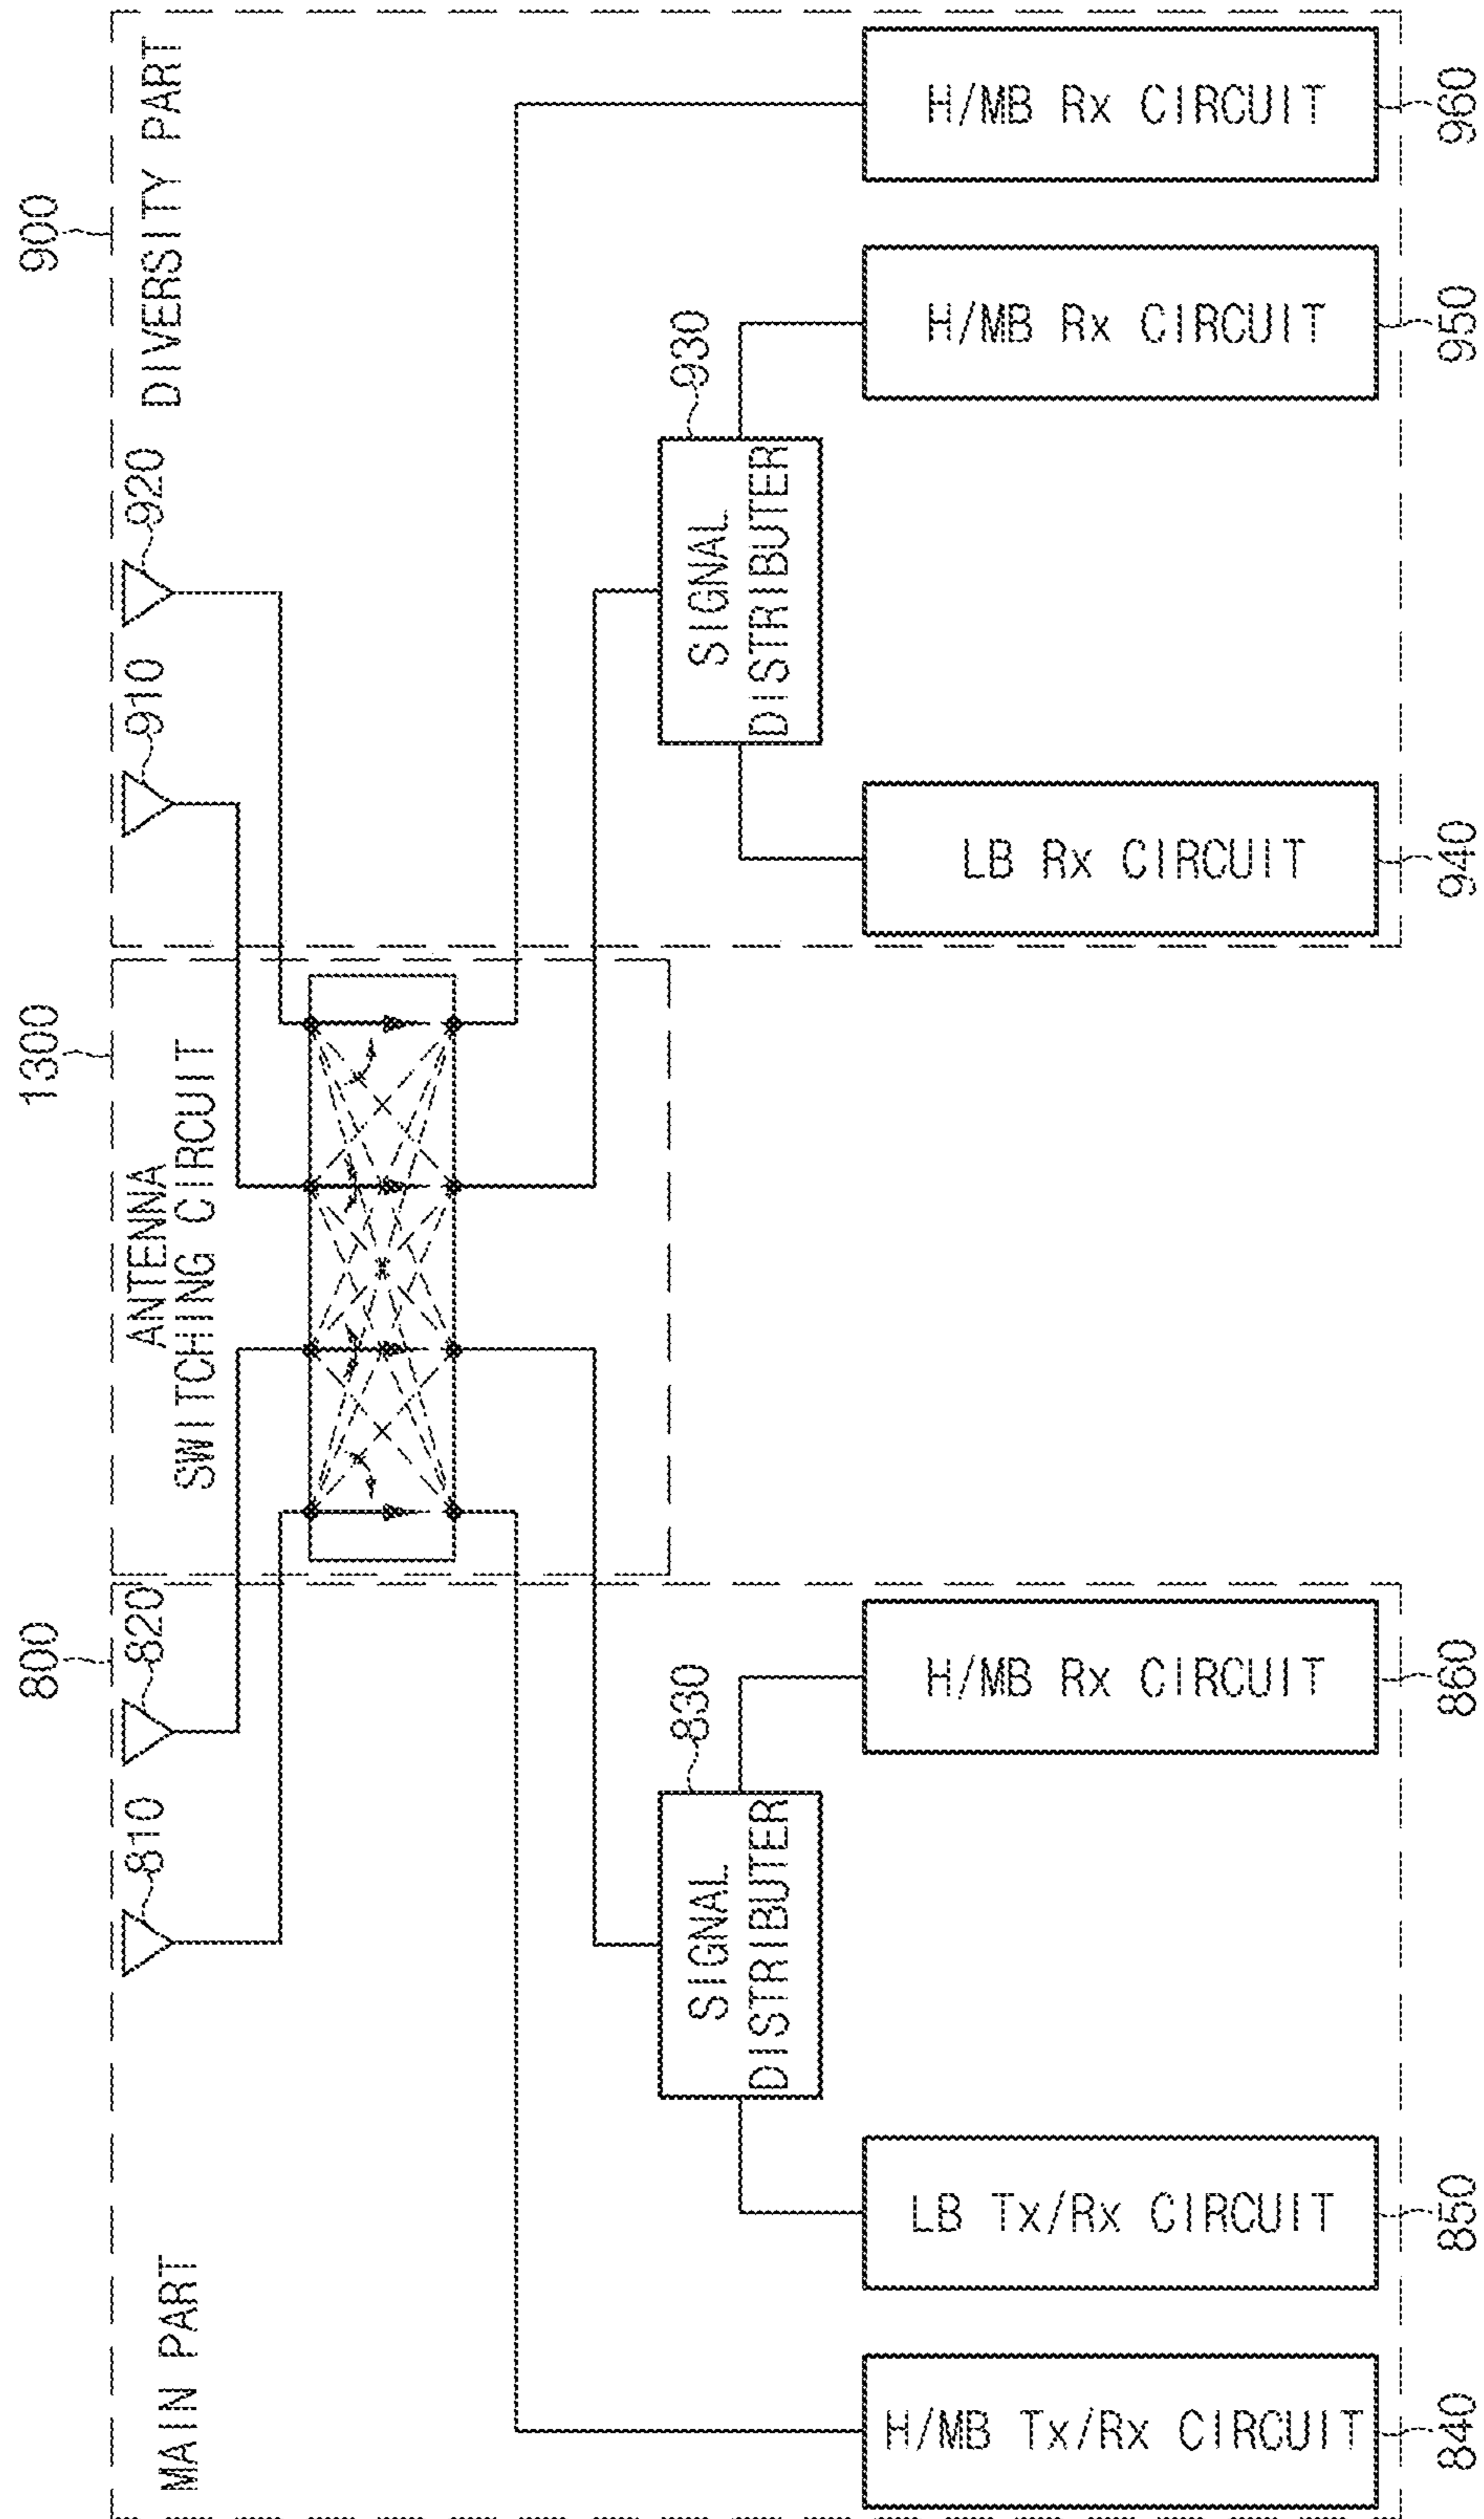 800
1300
900
MAIN PART
810
820
ANTENNA
SWITCHING CIRCUIT
910
920
DIVERSITY PART
830
SIGNAL
DISTRIBUTER
930
SIGNAL
DISTRIBUTER
H/MB Tx/Rx CIRCUIT
LB Tx/Rx CIRCUIT
H/MB Rx CIRCUIT
LB Rx CIRCUIT
H/MB Rx CIRCUIT
H/MB Rx CIRCUIT
840
850
860
940
950
960